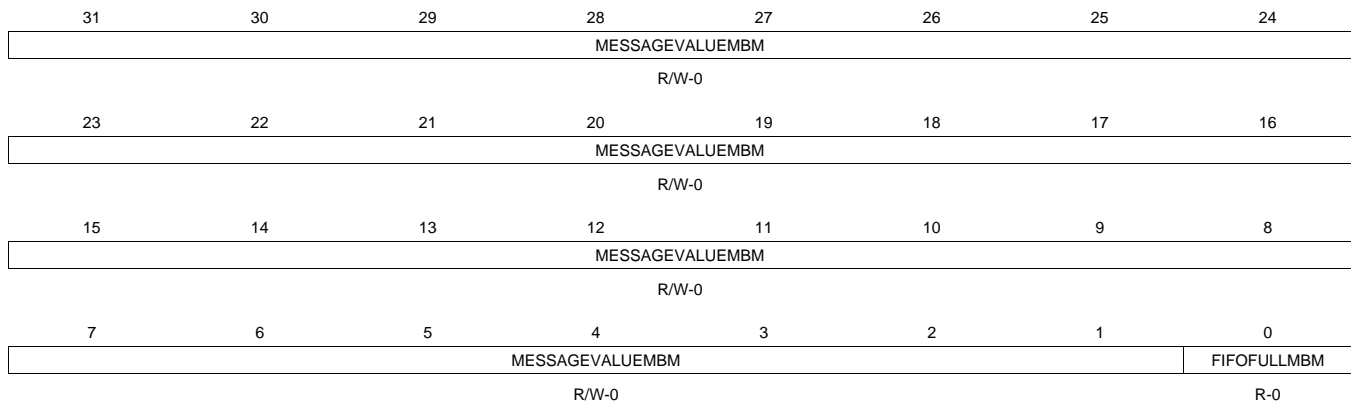 31 30 29 28 27 26 25 24
MESSAGEVALUEMBM
R/W-0
23 22 21 20 19 18 17 16
MESSAGEVALUEMBM
R/W-0
15 14 13 12 11 10 9 8
MESSAGEVALUEMBM
R/W-0
7 6 5 4 3 2 1 0
MESSAGEVALUEMBM FIFOFULLMBM
R/W-0 R-0